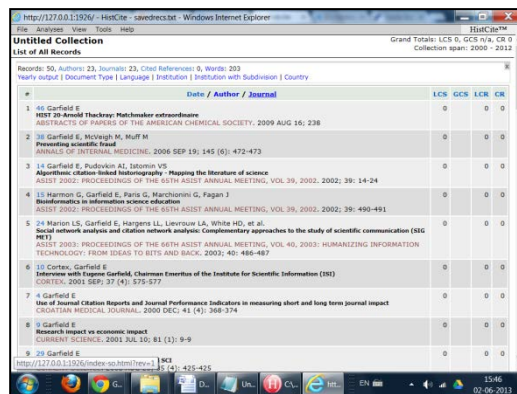 http://127.0.0.1:1926/ - HistCite - savedrecs.txt - Windows Internet Explorer
File Analyses View Tools Help HistCite™
Untitled Collection Grand Totals: LCS 0, GCS n/a, CR 0
List of All Records Collection span: 2000 - 2012
Records: 50, Authors: 23, Journals: 23, Cited References: 0, Words: 203
Yearly output | Document Type | Language | Institution | Institution with Subdivision | Country
# Date / Author / Journal LCS GCS LCR CR
1 46 Garfield E 0 0 0
HIST 20-Arnold Thackray: Matchmaker extraordinaire
ABSTRACTS OF PAPERS OF THE AMERICAN CHEMICAL SOCIETY. 2009 AUG 16; 238
2 38 Garfield E, McVeigh M, Muff M 0 0 0
Preventing scientific fraud
ANNALS OF INTERNAL MEDICINE. 2006 SEP 19; 145 (6): 472-473
3 14 Garfield E, Pudovkin AI, Istomin VS 0 0 0
Algorithmic citation-linked historiography - Mapping the literature of science
ASIST 2002: PROCEEDINGS OF THE 65TH ASIST ANNUAL MEETING, VOL 39, 2002. 2002; 39: 14-24
4 15 Harmon G, Garfield E, Paris G, Marchionini G, Fagan J 0 0 0
Bioinformatics in information science education
ASIST 2002: PROCEEDINGS OF THE 65TH ASIST ANNUAL MEETING, VOL 39, 2002. 2002; 39: 490-491
5 24 Marion LS, Garfield E, Hargens LL, Lievrouw LA, White HD, et al. 0 0 0
Social network analysis and citation network analysis: Complementary approaches to the study of scientific communication (SIG
MET)
ASIST 2003: PROCEEDINGS OF THE 66TH ASIST ANNUAL MEETING, VOL 40, 2003: HUMANIZING INFORMATION
TECHNOLOGY: FROM IDEAS TO BITS AND BACK. 2003; 40: 486-487
6 10 Cortex, Garfield E 0 0 0
Interview with Eugene Garfield, Chairman Emeritus of the Institute for Scientific Information (ISI)
CORTEX. 2001 SEP; 37 (4): 575-577
7 4 Garfield E 0 0 0
Use of Journal Citation Reports and Journal Performance Indicators in measuring short and long term journal impact
CROATIAN MEDICAL JOURNAL. 2000 DEC; 41 (4): 368-374
8 9 Garfield E 0 0 0
Research impact vs economic impact
CURRENT SCIENCE. 2001 JUL 10; 81 (1): 9-9
9 29 Garfield E 0 0 0
SCI
http://127.0.0.1:1926/index-so.html?rev=1 (4): 425-425
G... D... Un... C:\... htt... EN 15:46
02-06-2013